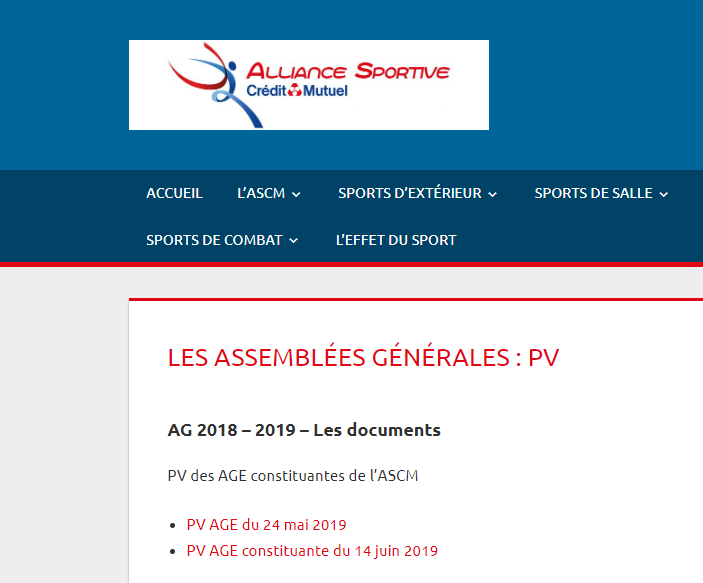 ALLIANCE SPORTIVE
Crédit Mutuel
ACCUEIL L'ASCM SPORTS D'EXTÉRIEUR SPORTS DE SALLE
SPORTS DE COMBAT L'EFFET DU SPORT
LES ASSEMBLÉES GÉNÉRALES : PV
AG 2018 – 2019 – Les documents
PV des AGE constituantes de l'ASCM
• PV AGE du 24 mai 2019
• PV AGE constituante du 14 juin 2019